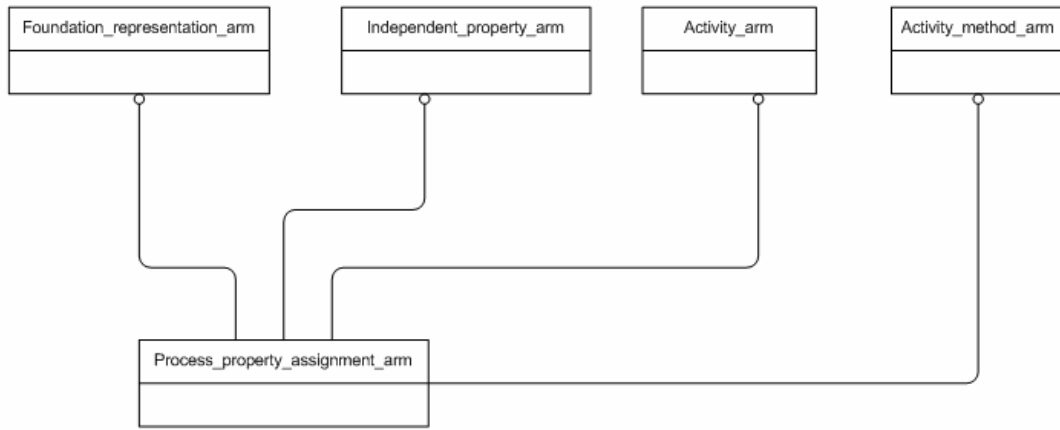 Foundation_representation_arm
Independent_property_arm
Activity_arm
Activity_method_arm
Process_property_assignment_arm